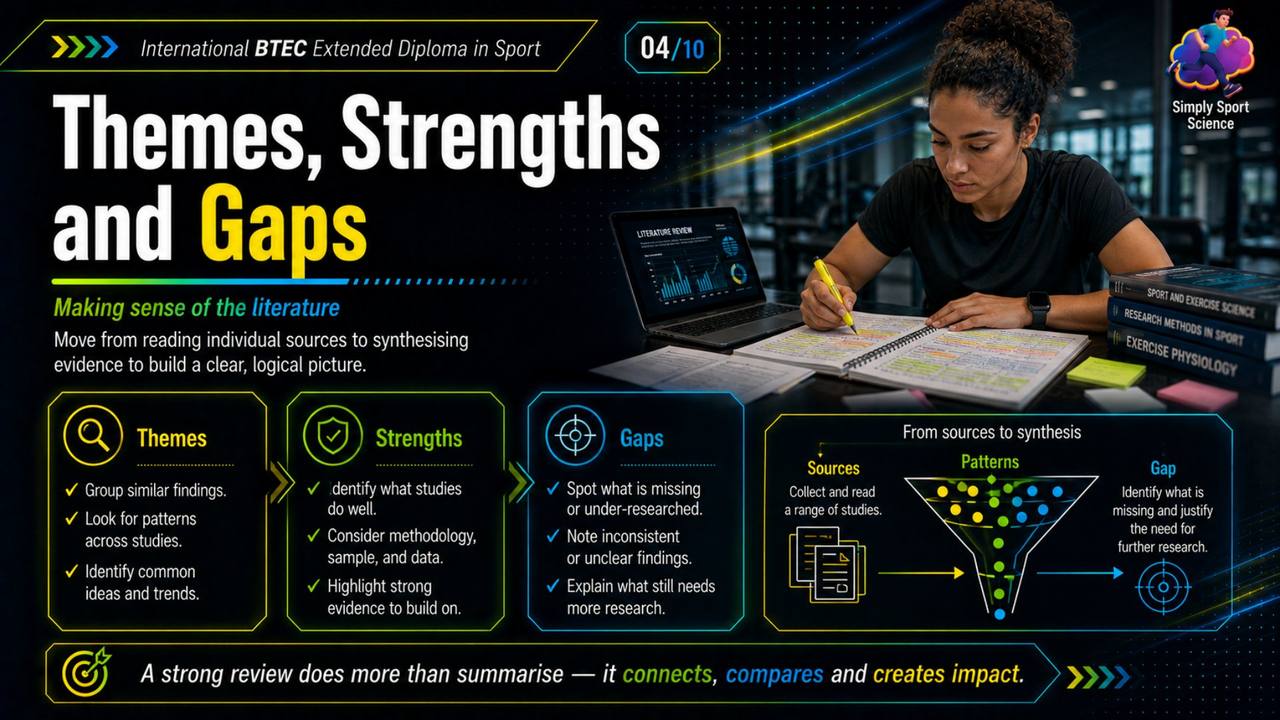 International BTEC Extended Diploma in Sport
04/10
Simply Sport
Science
Themes, Strengths
and Gaps
Making sense of the literature
Move from reading individual sources to synthesising
evidence to build a clear, logical picture.
LITERATURE REVIEW
SPORT AND EXERCISE SCIENCE
RESEARCH METHODS IN SPORT
EXERCISE PHYSIOLOGY
Themes
Group similar findings.
Look for patterns
across studies.
Identify common
ideas and trends.
Strengths
dentify what studies
do well.
Consider methodology,
sample, and data.
Highlight strong
evidence to build on.
Gaps
Spot what is missing
or under-researched.
Note inconsistent
or unclear findings.
Explain what still needs
more research.
From sources to synthesis
Sources
Collect and read
a range of studies.
Patterns
Gap
Identify what is
missing and justify
the need for
further research.
A strong review does more than summarise — it connects, compares and creates impact.